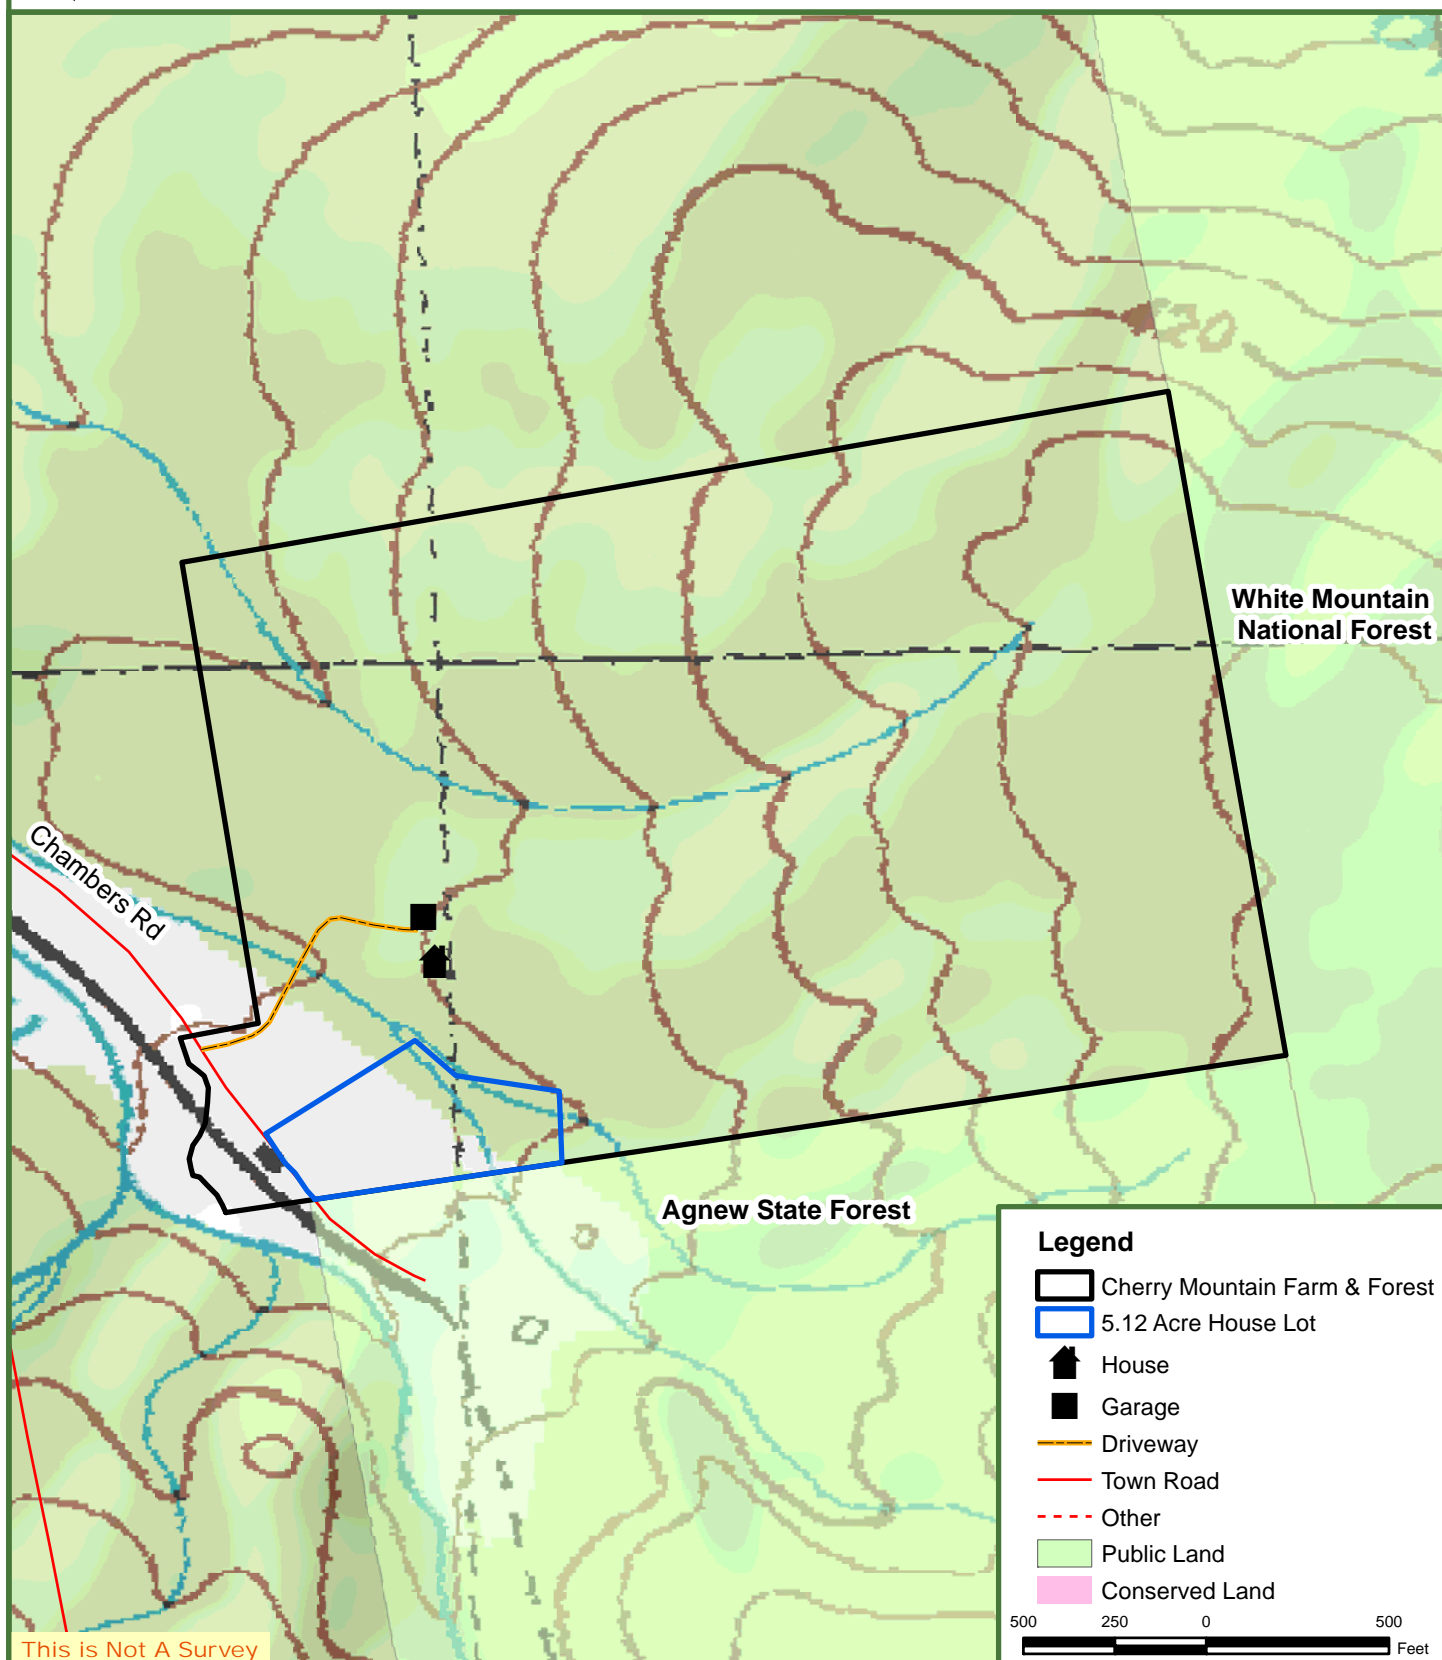 20
White Mountain
National Forest
Chambers Rd
Agnew State Forest
Legend
Cherry Mountain Farm & Forest
5.12 Acre House Lot
House
Garage
Driveway
Town Road
Other
Public Land
Conserved Land
500 250 0 500
Feet
This is Not A Survey